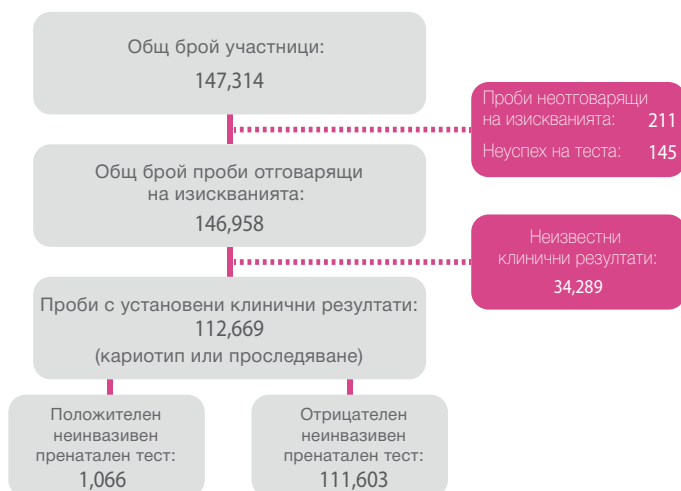 Общ брой участници:
147,314
Проби неотговарящи
на изискванията: 211
Неуспех на теста: 145
Общ брой проби отговарящи
на изискванията:
146,958
Неизвестни
клинични резултати:
34,289
Проби с установени клинични резултати:
112,669
(кариотип или проследяване)
Положителен
неинвазивен
пренатален тест:
1,066
Отрицателен
неинвазивен
пренатален тест:
111,603